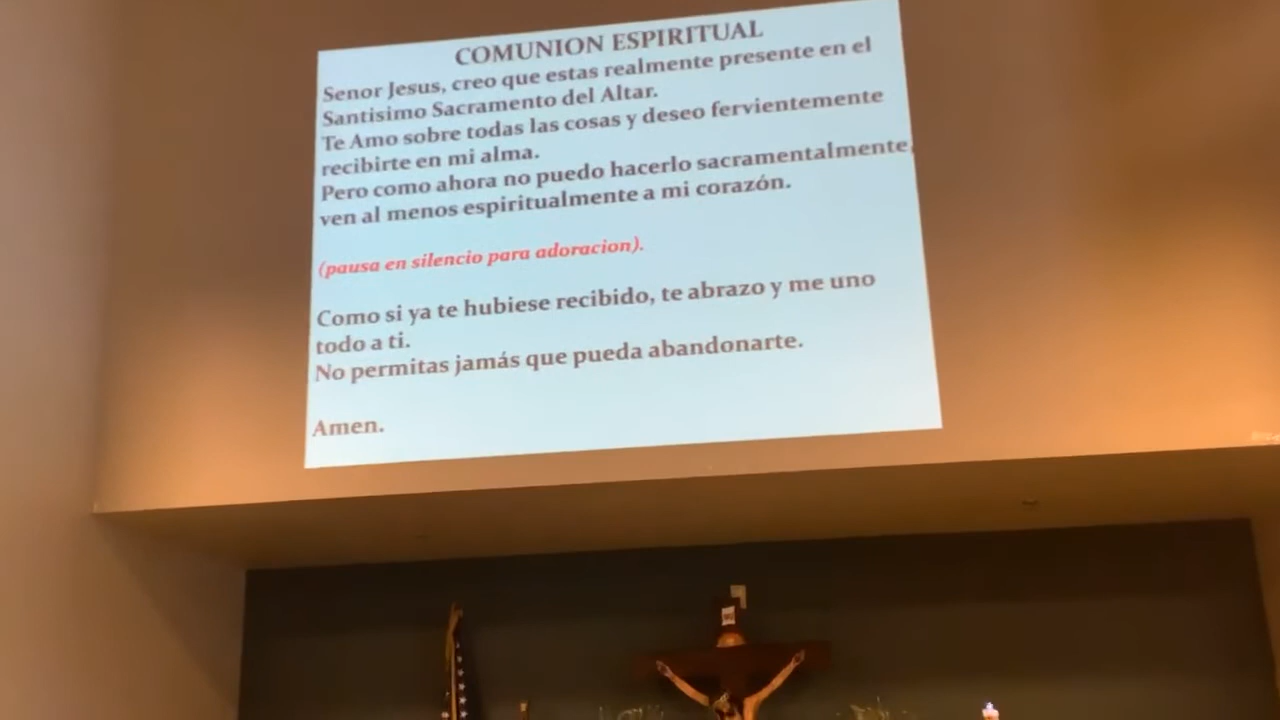 COMUNION ESPIRITUAL
Senor Jesus, creo que estas realmente presente en el
Santisimo Sacramento del Altar.
Te Amo sobre todas las cosas y deseo fervientemente
recibirte en mi alma.
Pero como ahora no puedo hacerlo sacramentalmente,
ven al menos espiritualmente a mi corazón.
(pausa en silencio para adoracion).
Como si ya te hubiese recibido, te abrazo y me uno
todo a ti.
No permitas jamás que pueda abandonarte.
Amen.